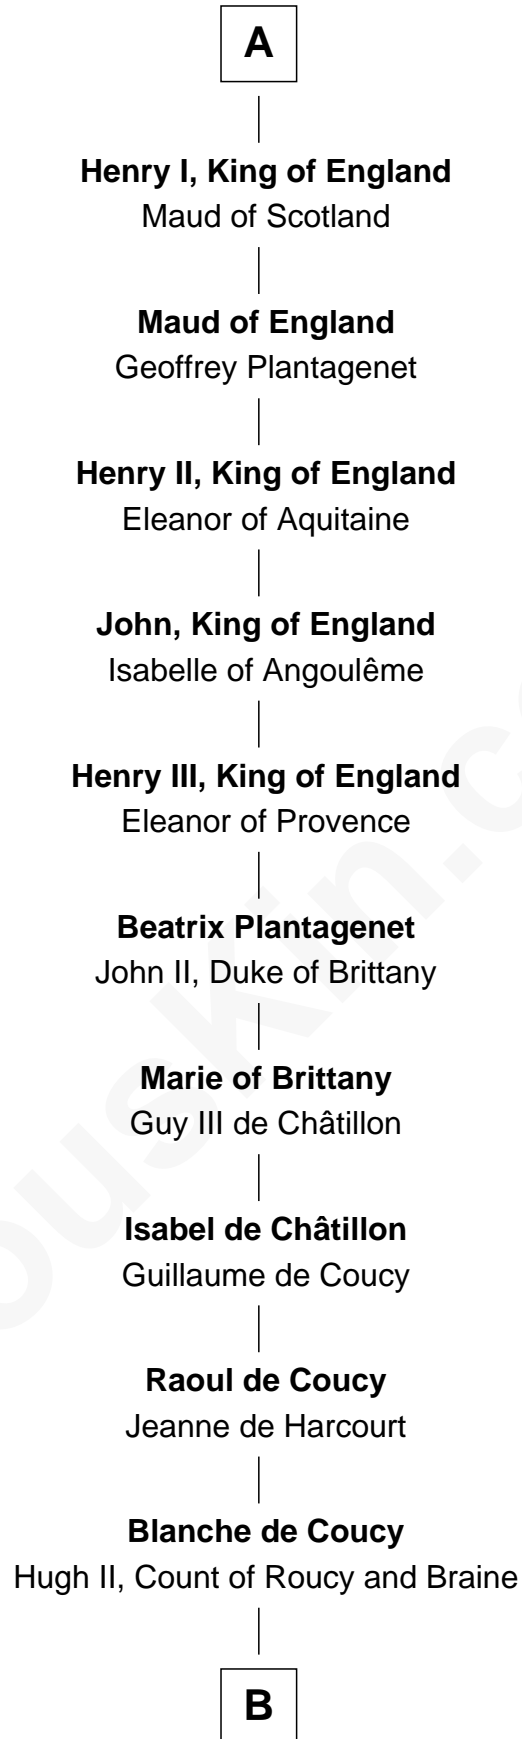 A
Henry I, King of England
Maud of Scotland
Maud of England
Geoffrey Plantagenet
Henry II, King of England
Eleanor of Aquitaine
John, King of England
Isabelle of Angoulême
Henry III, King of England
Eleanor of Provence
Beatrix Plantagenet
John II, Duke of Brittany
Marie of Brittany
Guy III de Châtillon
Isabel de Châtillon
Guillaume de Coucy
Raoul de Coucy
Jeanne de Harcourt
Blanche de Coucy
Hugh II, Count of Roucy and Braine
B